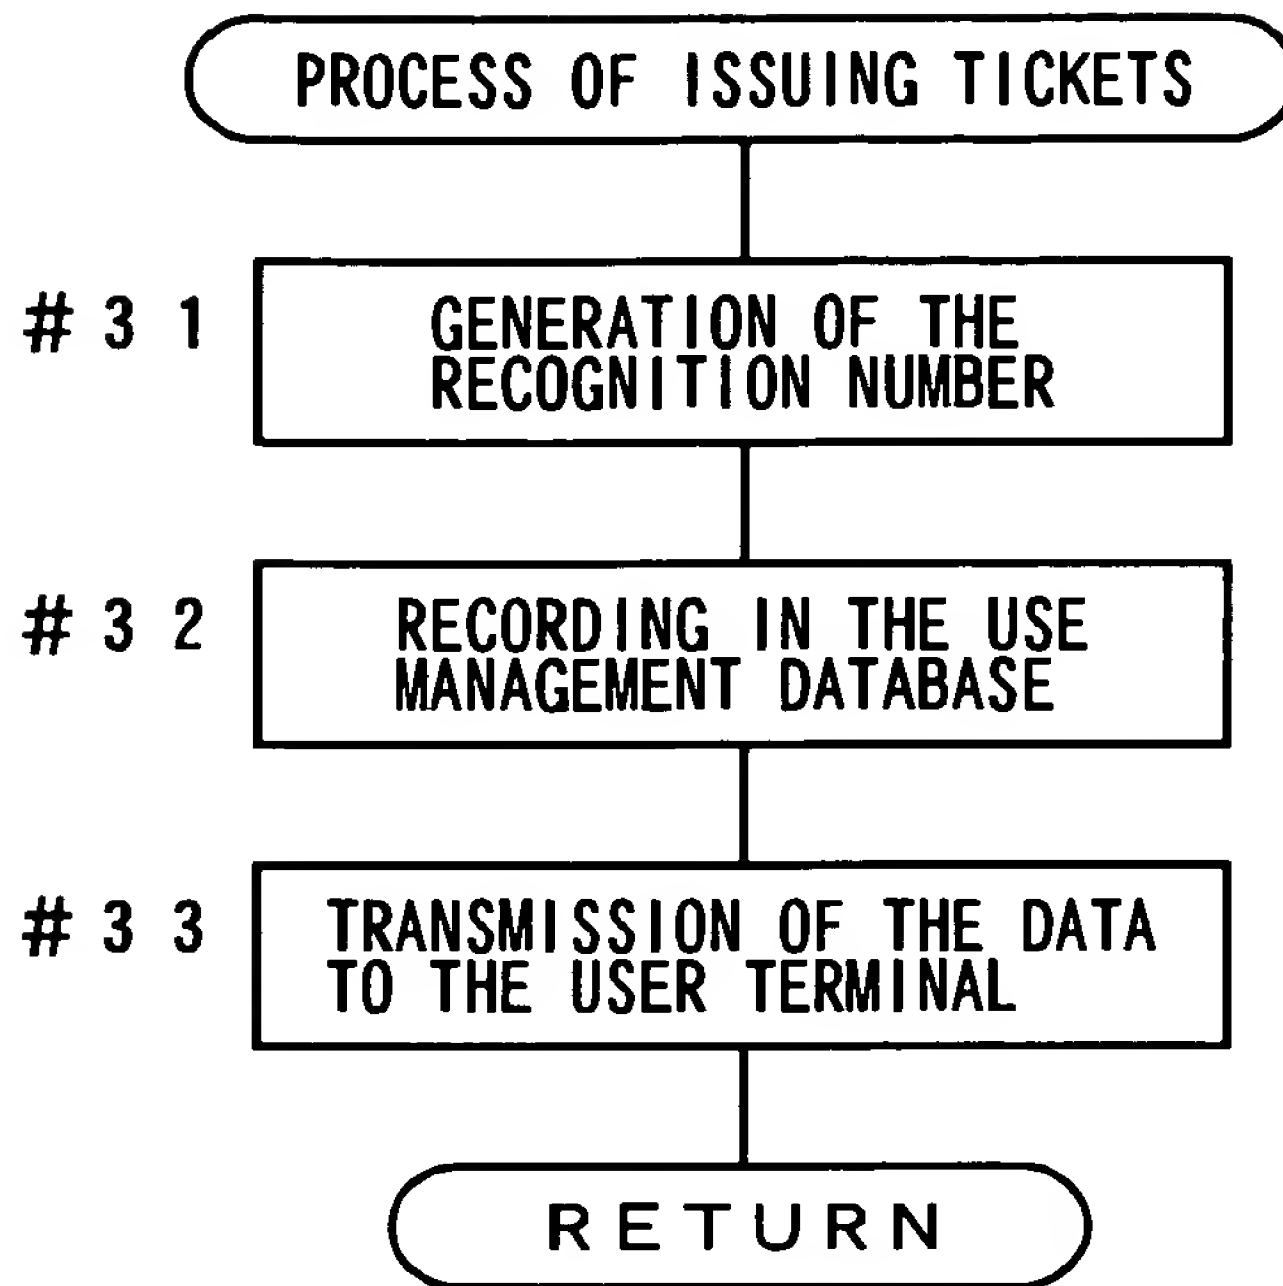 PROCESS OF ISSUING TICKETS
#31
GENERATION OF THE
RECOGNITION NUMBER
#32
RECORDING IN THE USE
MANAGEMENT DATABASE
#33
TRANSMISSION OF THE DATA
TO THE USER TERMINAL
RETURN